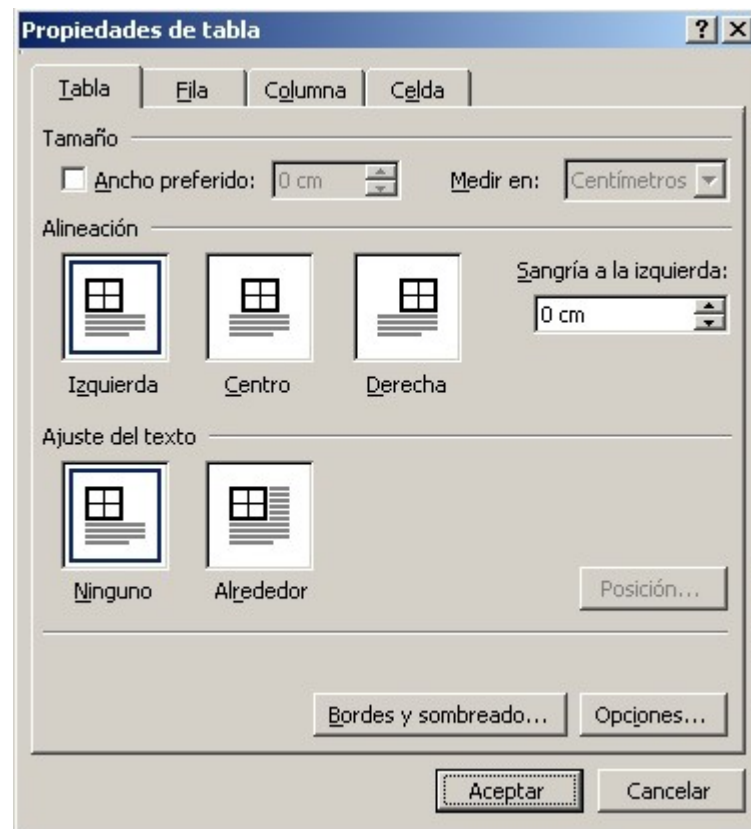 Propiedades de tabla
Tabla Fila Columna Celda
Tamaño
Ancho preferido: 0 cm Medir en: Centímetros
Alineación
Sangría a la izquierda:
0 cm
Izquierda Centro Derecha
Ajuste del texto
Ninguno Alrededor Posición...
Bordes y sombreado... Opciones...
Aceptar Cancelar